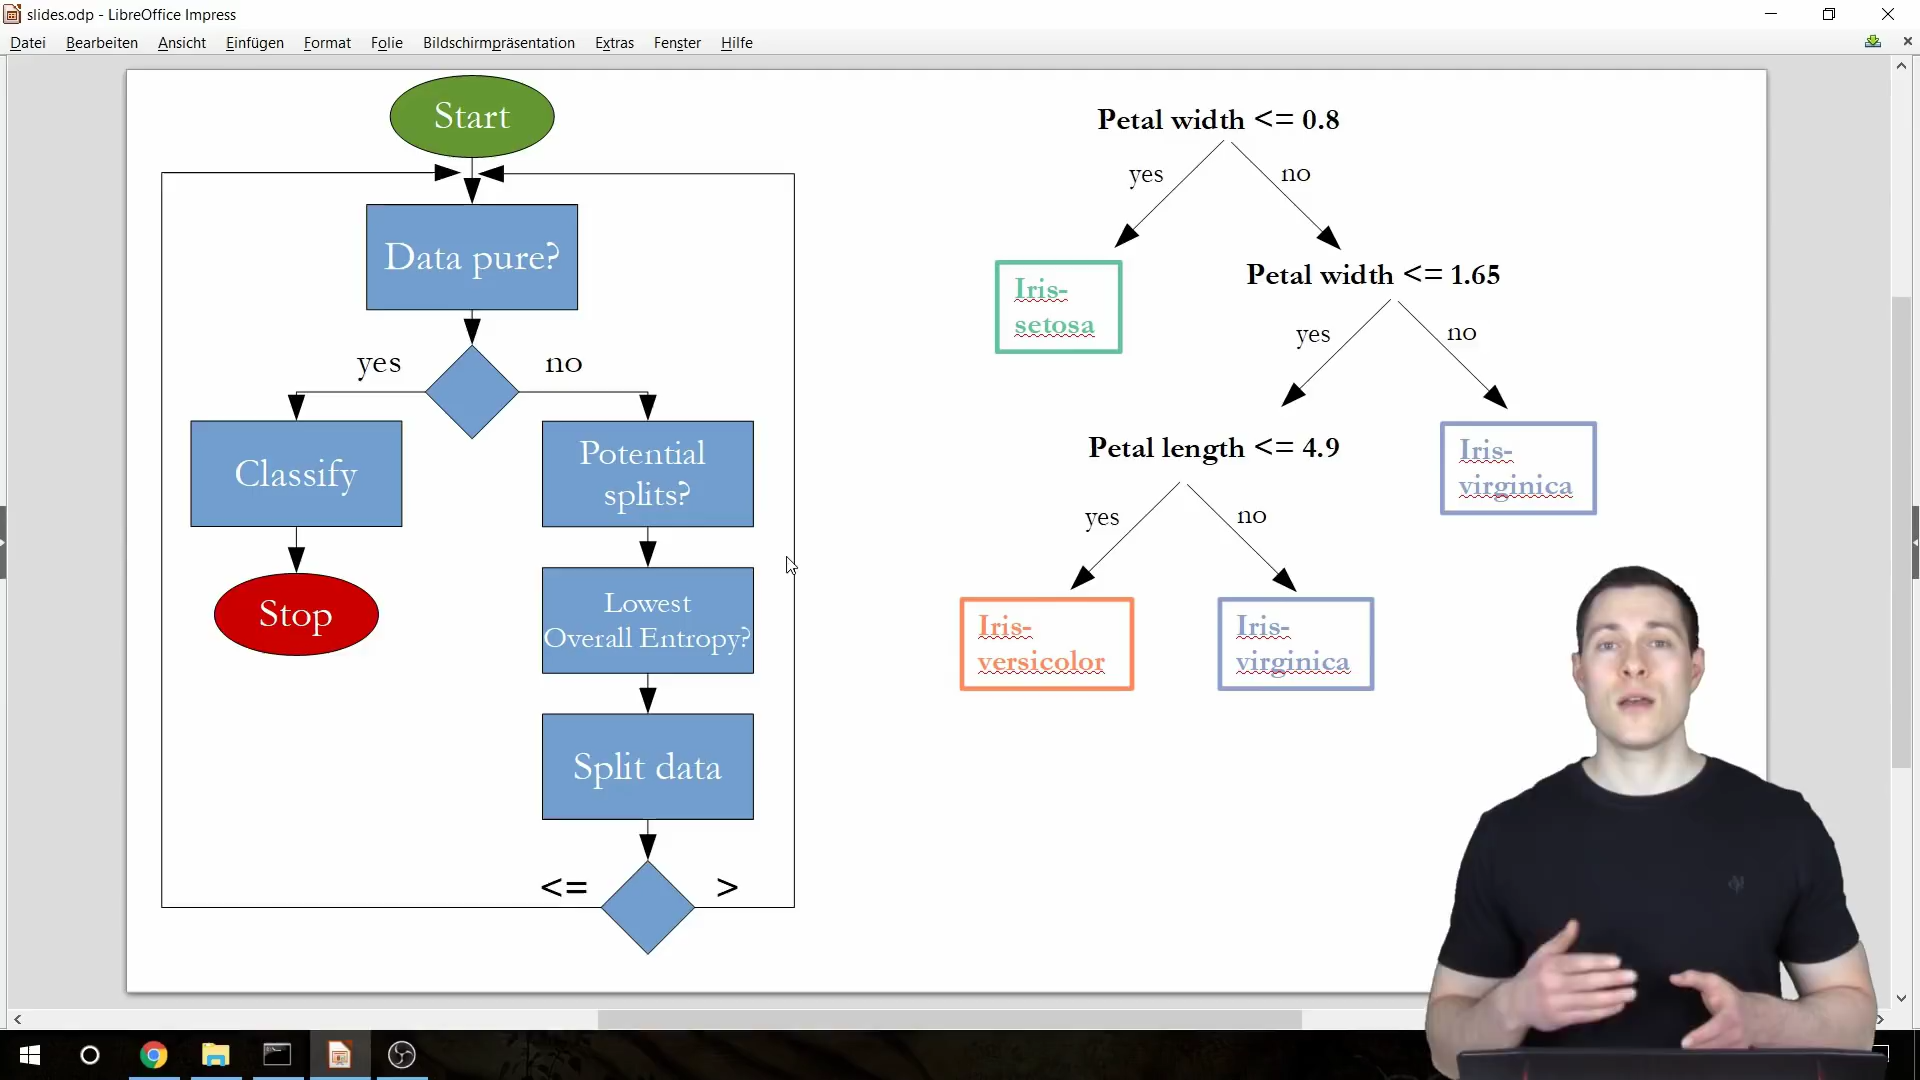 slides.odp - LibreOffice Impress
Datei Bearbeiten Ansicht Einfügen Format Folie Bildschirmpräsentation Extras Fenster Hilfe
Start
Data pure?
yes
no
Classify
Stop
Potential
splits?
Lowest
Overall Entropy?
Split data
<=
>
Petal width <= 0.8
yes
no
Iris-
setosa
Petal width <= 1.65
yes
no
Petal length <= 4.9
Iris-
virginica
yes
no
Iris-
versicolor
Iris-
virginica